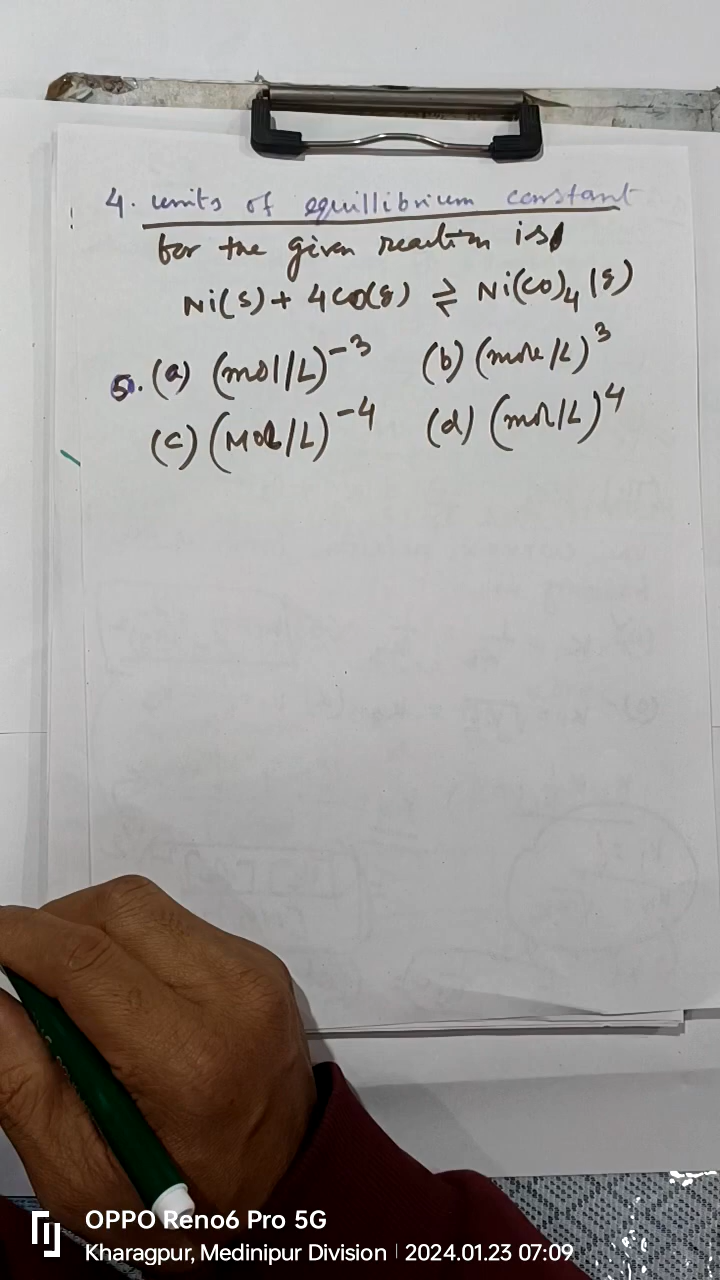 4. units of equillibrium constant
for the given reaction is
Ni(s) + 4CO(g) ⇌ Ni(CO)4 (g)
5. (a) (mol/L)^-3 (b) (mole/L)^3
(c) (Mol/L)^-4 (d) (mol/L)^4
OPPO Reno6 Pro 5G
Kharagpur, Medinipur Division | 2024.01.23 07:09